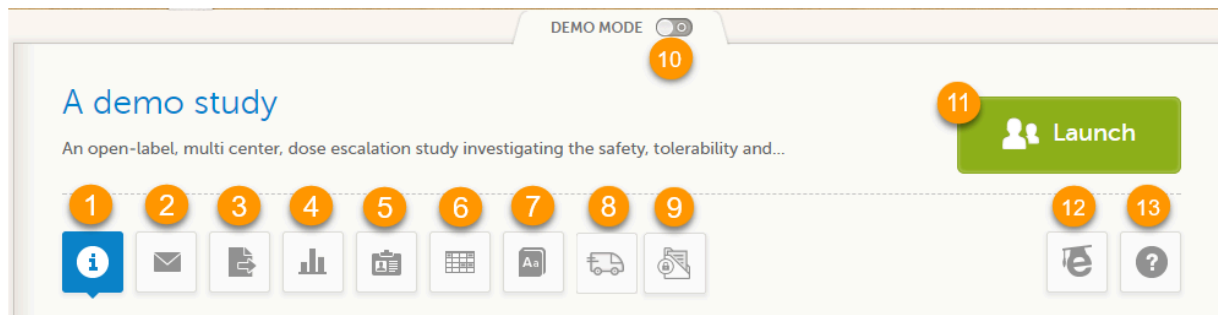 DEMO MODE
10
A demo study
11
Launch
An open-label, multi center, dose escalation study investigating the safety, tolerability and...
1 2 3 4 5 6 7 8 9 12 13
i Aa e ?